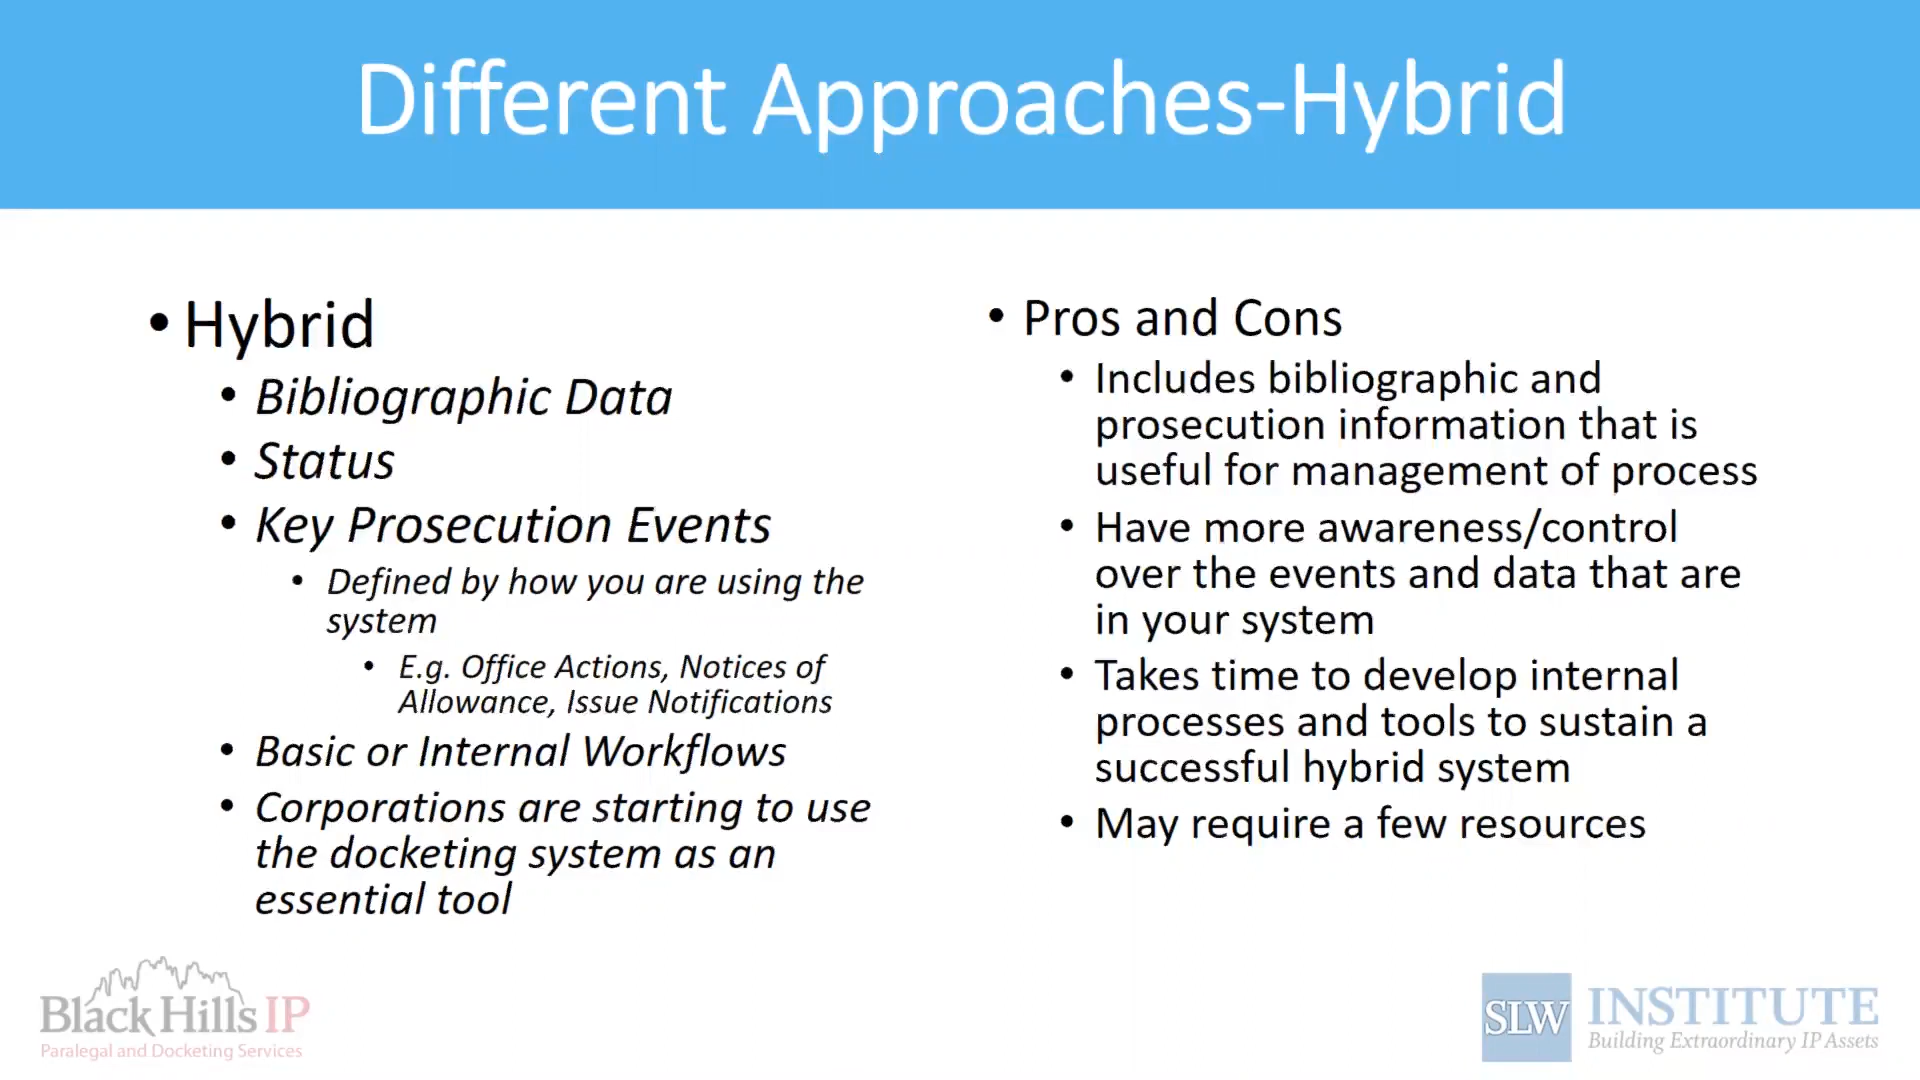 Different Approaches-Hybrid
• Hybrid
• Bibliographic Data
• Status
• Key Prosecution Events
• Defined by how you are using the
system
• E.g. Office Actions, Notices of
Allowance, Issue Notifications
• Basic or Internal Workflows
• Corporations are starting to use
the docketing system as an
essential tool
• Pros and Cons
• Includes bibliographic and
prosecution information that is
useful for management of process
• Have more awareness/control
over the events and data that are
in your system
• Takes time to develop internal
processes and tools to sustain a
successful hybrid system
• May require a few resources
Black Hills IP
Paralegal and Docketing Services
SLW INSTITUTE
Building Extraordinary IP Assets